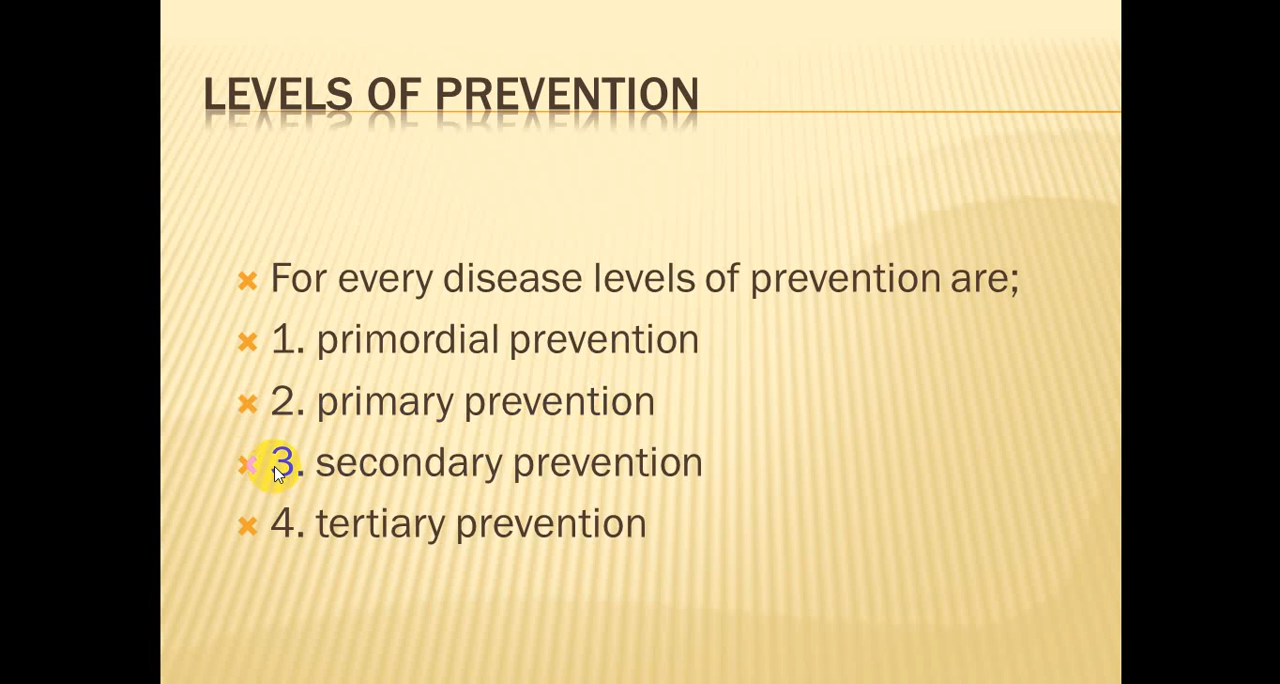 LEVELS OF PREVENTION
For every disease levels of prevention are;
1. primordial prevention
2. primary prevention
3. secondary prevention
4. tertiary prevention